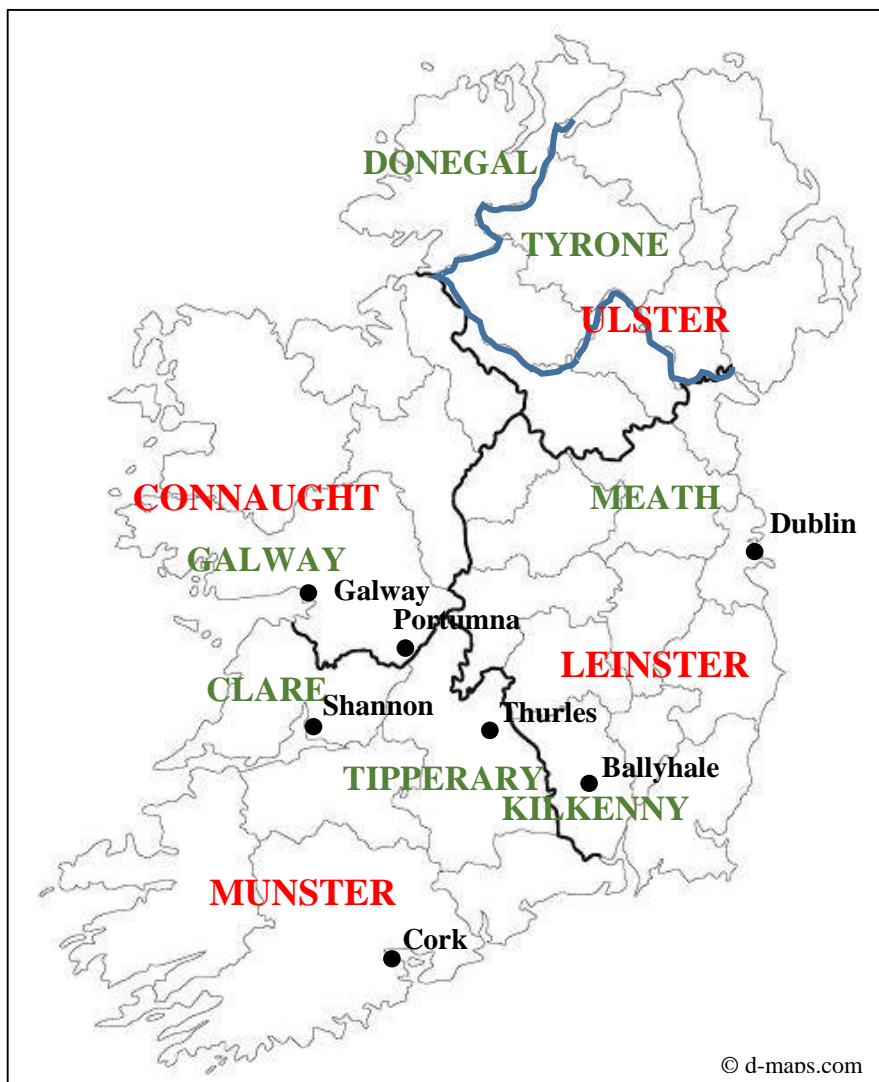 DONEGAL
TYRONE
ULSTER
CONNAUGHT
MEATH
Dublin
GALWAY
Galway
Portumna
LEINSTER
CLARE
Shannon
Thurles
TIPPERARY
Ballyhale
KILKENNY
MUNSTER
Cork
© d-maps.com